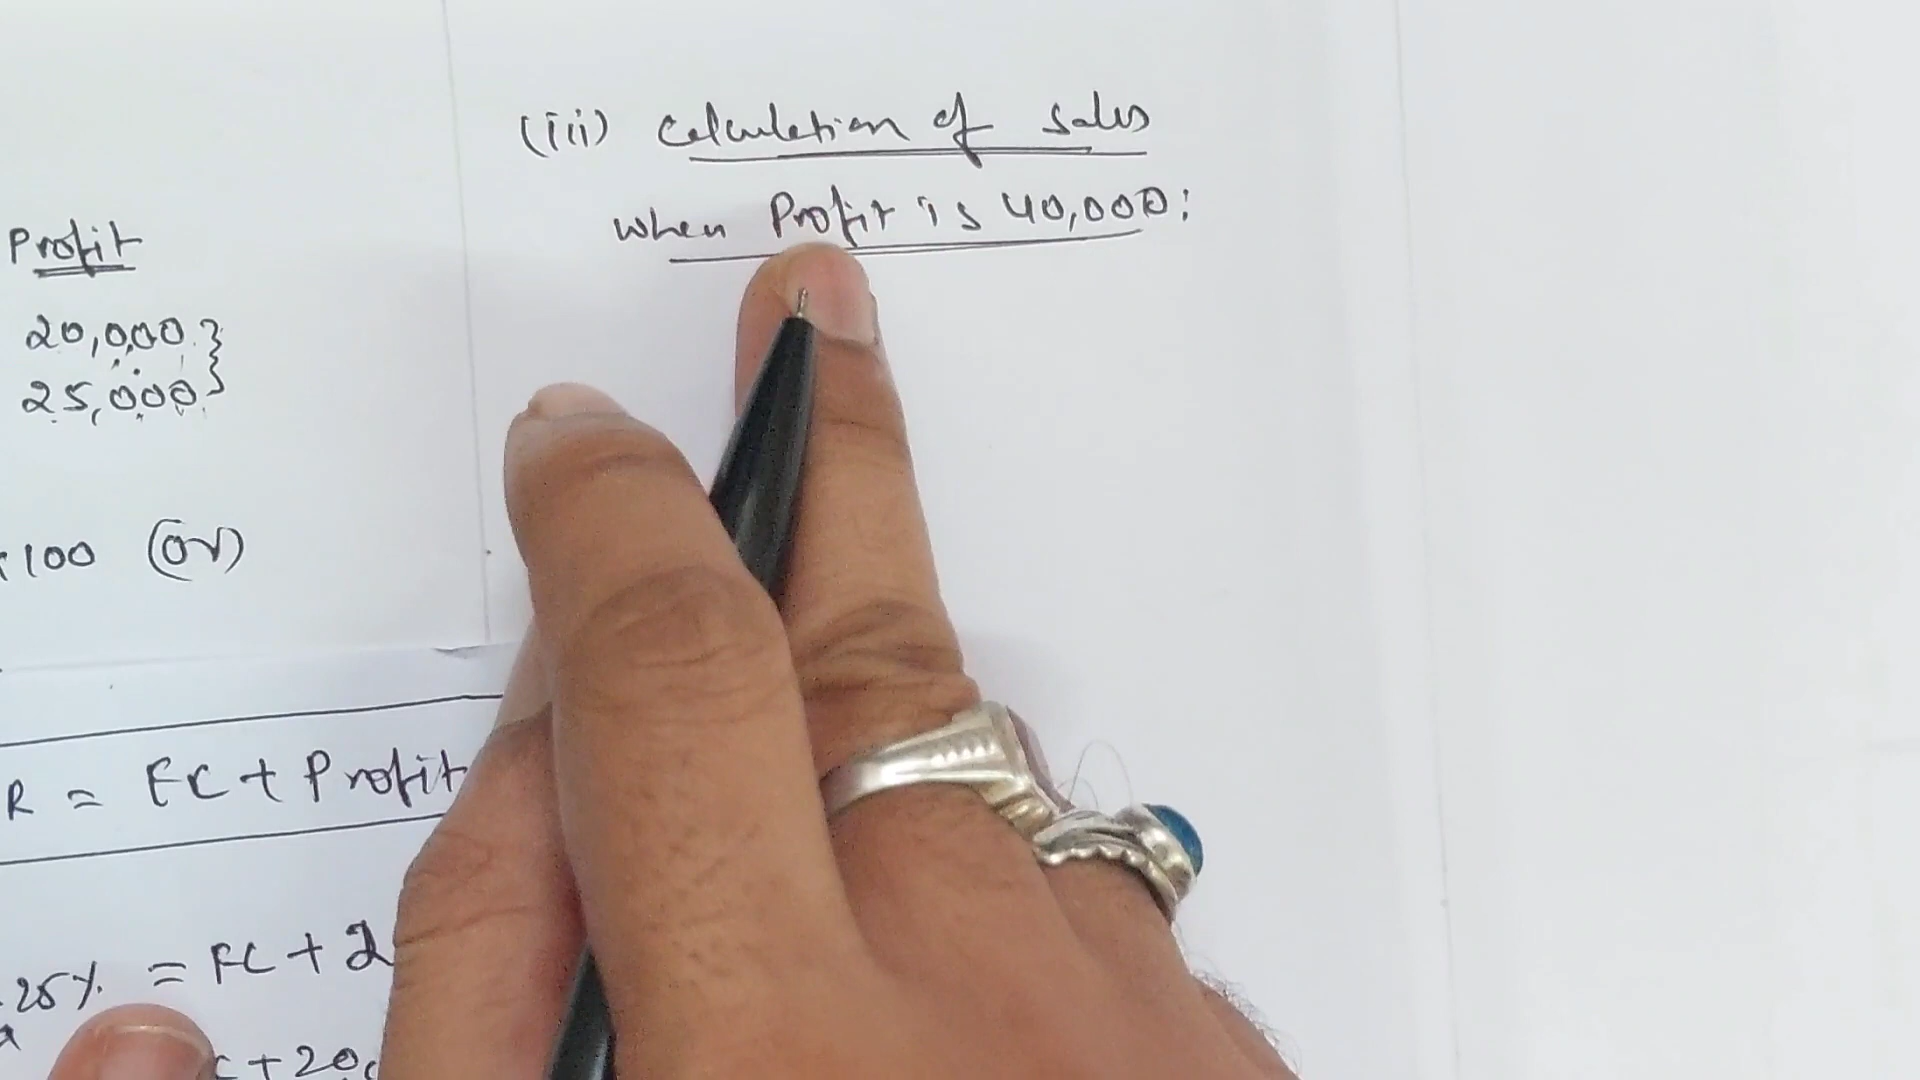 (iii) Calculation of sales
when Profit is 40,000:
Profit
20,000
25,000
100 (or)
R = FC + Profit
25% = FC + 2
+ 20